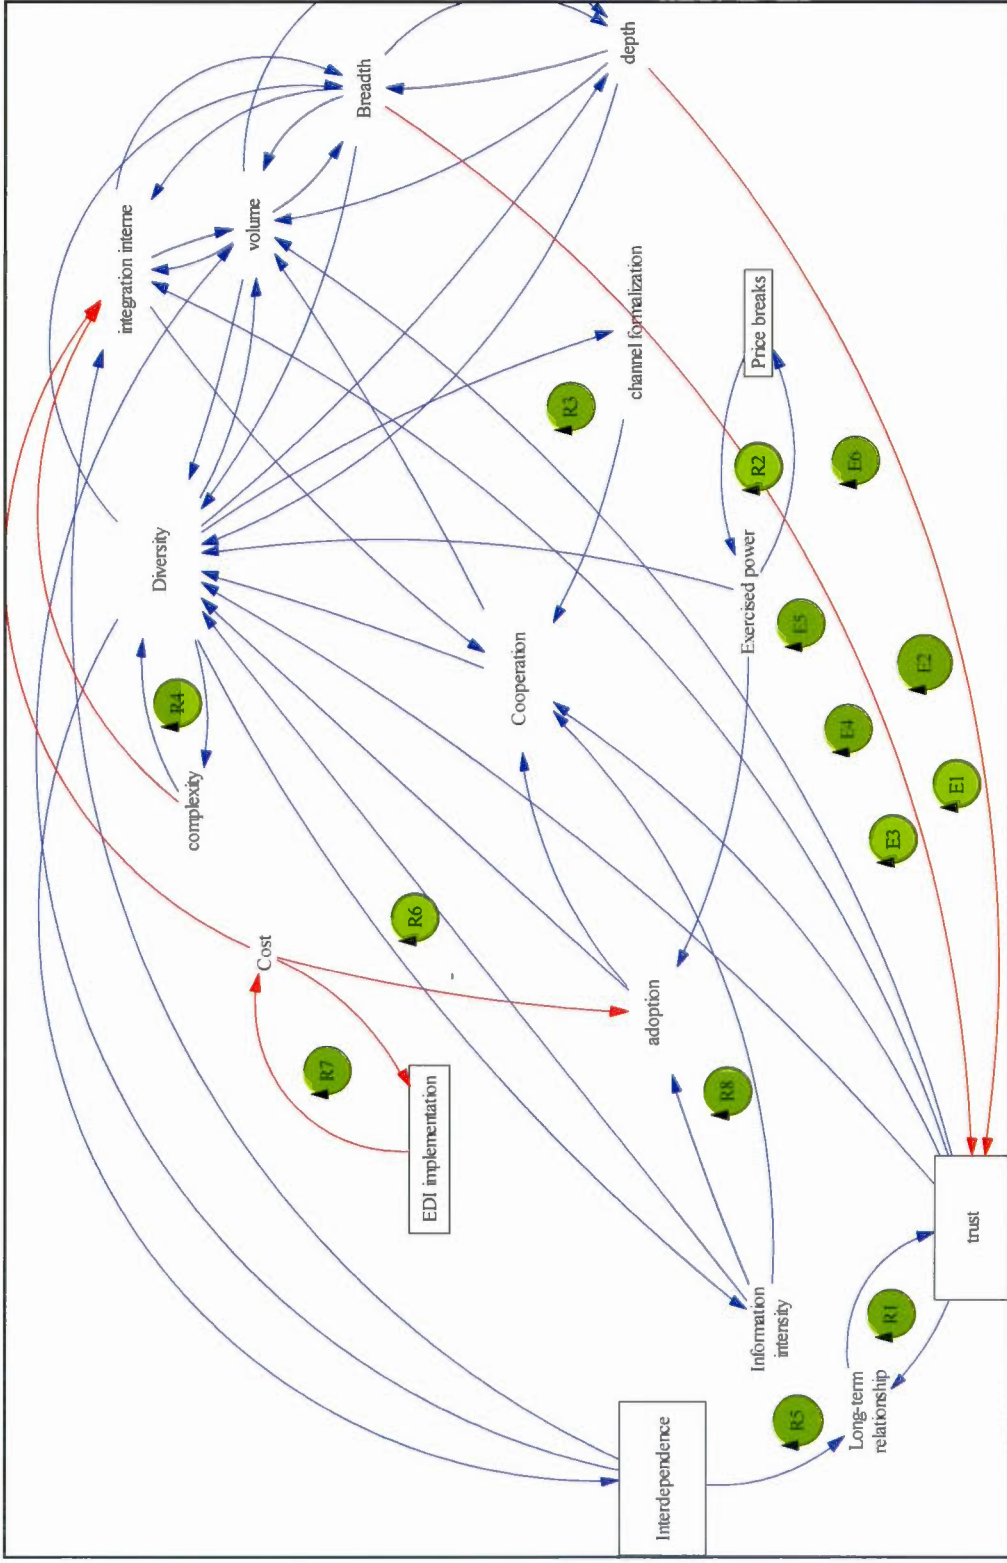 integration interne
Breadth
volume
depth
Diversity
channel formalization
R3
Price breaks
R2
E6
Cooperation
Exercised power
E5
R4
complexity
E4
E2
E3
E1
Cost
R6
adoption
R7
EDI implementation
R8
trust
Information
intensity
R1
Long-term
relationship
R5
Interdependence